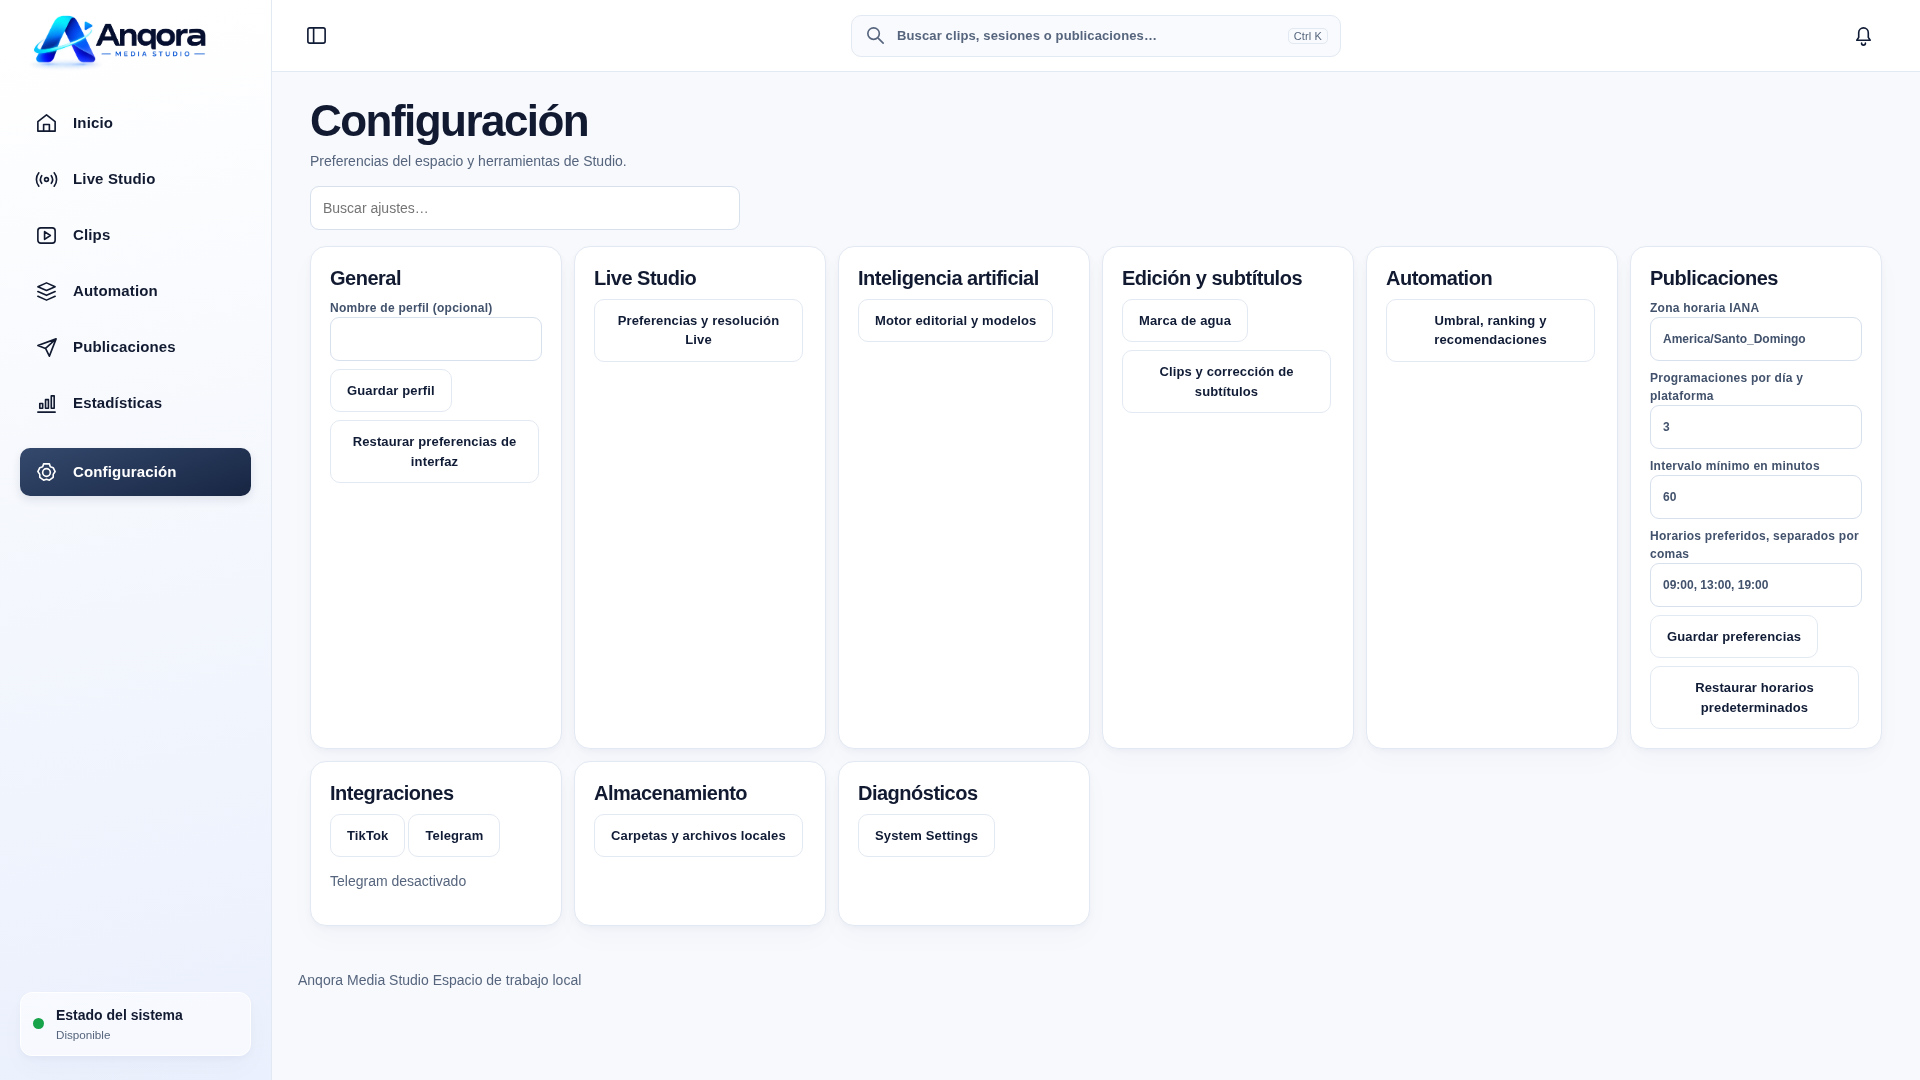 Anqora
MEDIA STUDIO
Inicio
Live Studio
Clips
Automation
Publicaciones
Estadísticas
Configuración
Estado del sistema
Disponible
Buscar clips, sesiones o publicaciones…
Ctrl K
Configuración
Preferencias del espacio y herramientas de Studio.
Buscar ajustes…
General
Nombre de perfil (opcional)
Guardar perfil
Restaurar preferencias de
interfaz
Live Studio
Preferencias y resolución
Live
Inteligencia artificial
Motor editorial y modelos
Edición y subtítulos
Marca de agua
Clips y corrección de
subtítulos
Automation
Umbral, ranking y
recomendaciones
Publicaciones
Zona horaria IANA
America/Santo_Domingo
Programaciones por día y
plataforma
3
Intervalo mínimo en minutos
60
Horarios preferidos, separados por
comas
09:00, 13:00, 19:00
Guardar preferencias
Restaurar horarios
predeterminados
Integraciones
TikTok
Telegram
Telegram desactivado
Almacenamiento
Carpetas y archivos locales
Diagnósticos
System Settings
Anqora Media Studio Espacio de trabajo local